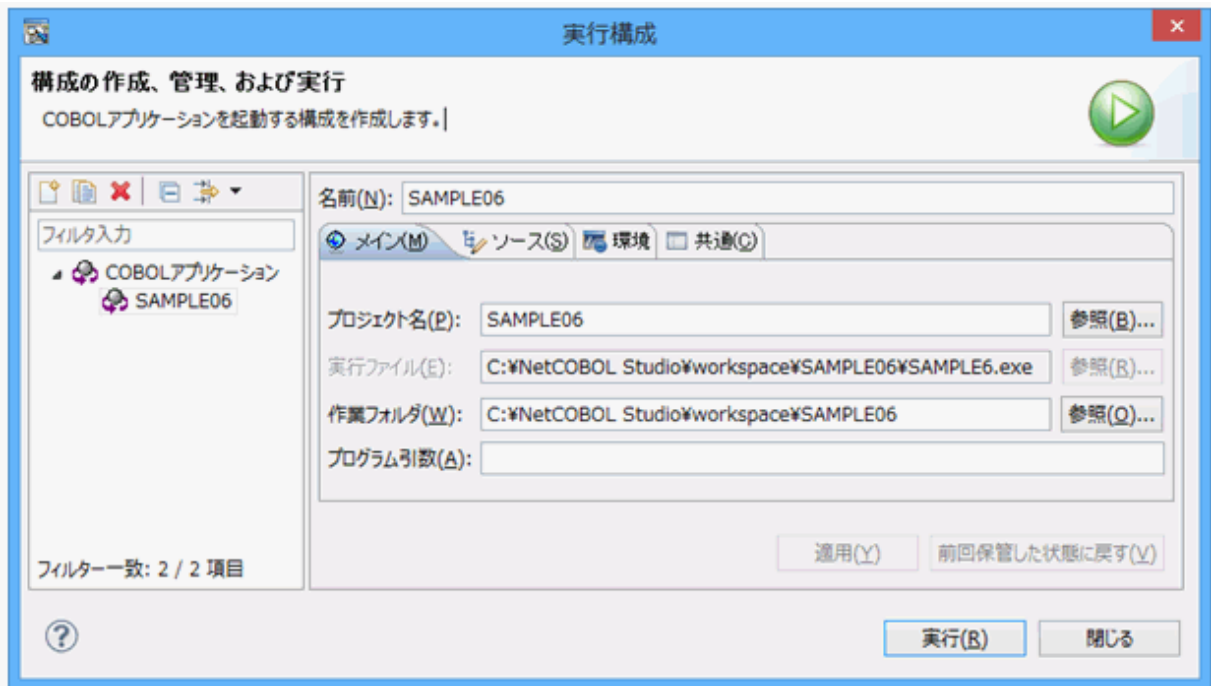 実行構成
構成の作成、管理、および実行
COBOLアプリケーションを起動する構成を作成します。
フィルタ入力
COBOLアプリケーション
SAMPLE06
フィルター一致: 2 / 2 項目
名前(N): SAMPLE06
メイン(M) ソース(S) 環境 共通(C)
プロジェクト名(P): SAMPLE06 参照(B)...
実行ファイル(E): C:¥NetCOBOL Studio¥workspace¥SAMPLE06¥SAMPLE6.exe 参照(R)...
作業フォルダ(W): C:¥NetCOBOL Studio¥workspace¥SAMPLE06 参照(O)...
プログラム引数(A):
適用(Y) 前回保管した状態に戻す(V)
実行(R) 閉じる